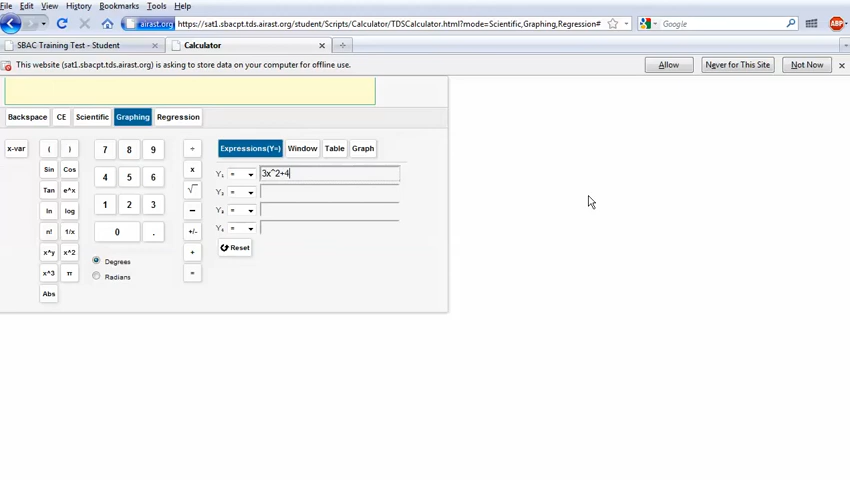 File Edit View History Bookmarks Tools Help
airast.org https://sat1.sbacpt.tds.airast.org/student/Scripts/Calculator/TDSCalculator.html?mode=Scientific,Graphing,Regression# Google ABP
SBAC Training Test - Student × Calculator ×
This website (sat1.sbacpt.tds.airast.org) is asking to store data on your computer for offline use. Allow Never for This Site Not Now ×
Backspace CE Scientific Graphing Regression
x-var ( ) 7 8 9 ÷ Expressions(Y=) Window Table Graph
Sin Cos 4 5 6 x Y₁ = 3x^2+4
Tan e^x √ Y₂ =
ln log 1 2 3 − Y₃ =
n! 1/x 0 . +/- Y₄ =
x^y x^2 + Reset
x^3 π Degrees =
Abs Radians